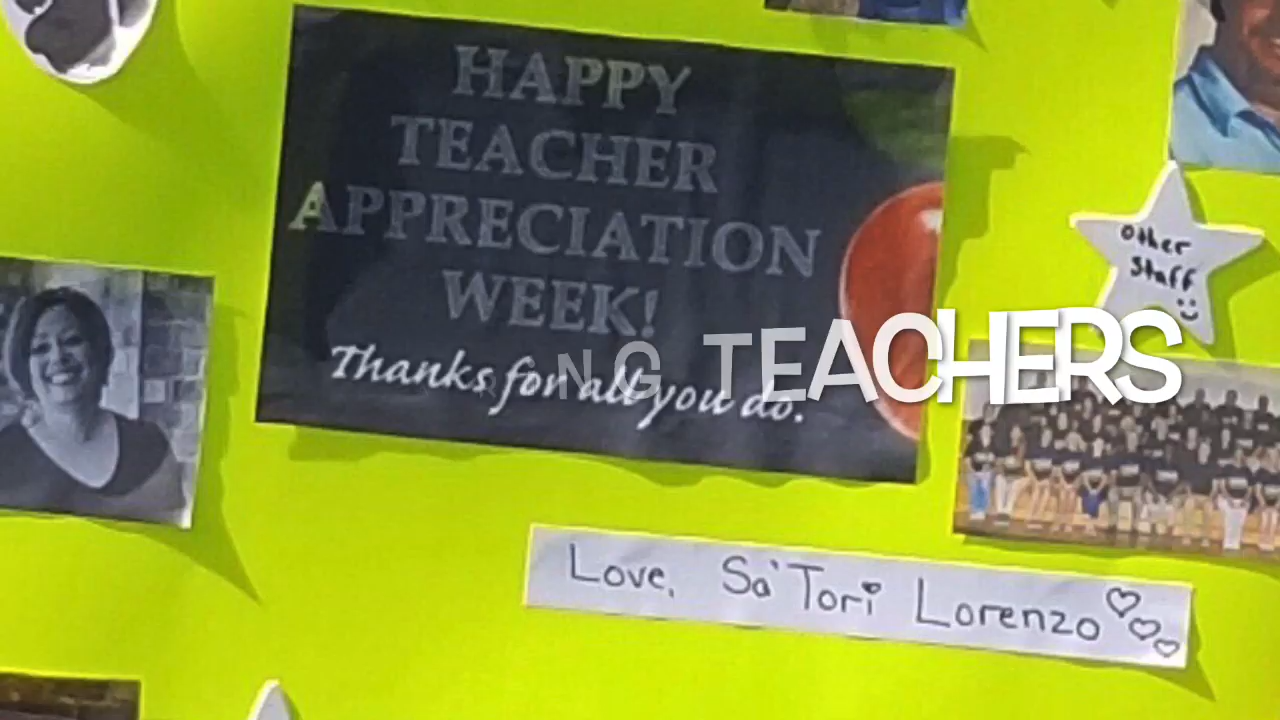 HAPPY
TEACHER
APPRECIATION
WEEK!
Thanks for all you do.
Other
Staff
TEACHERS
Love, Sa'Tori Lorenzo